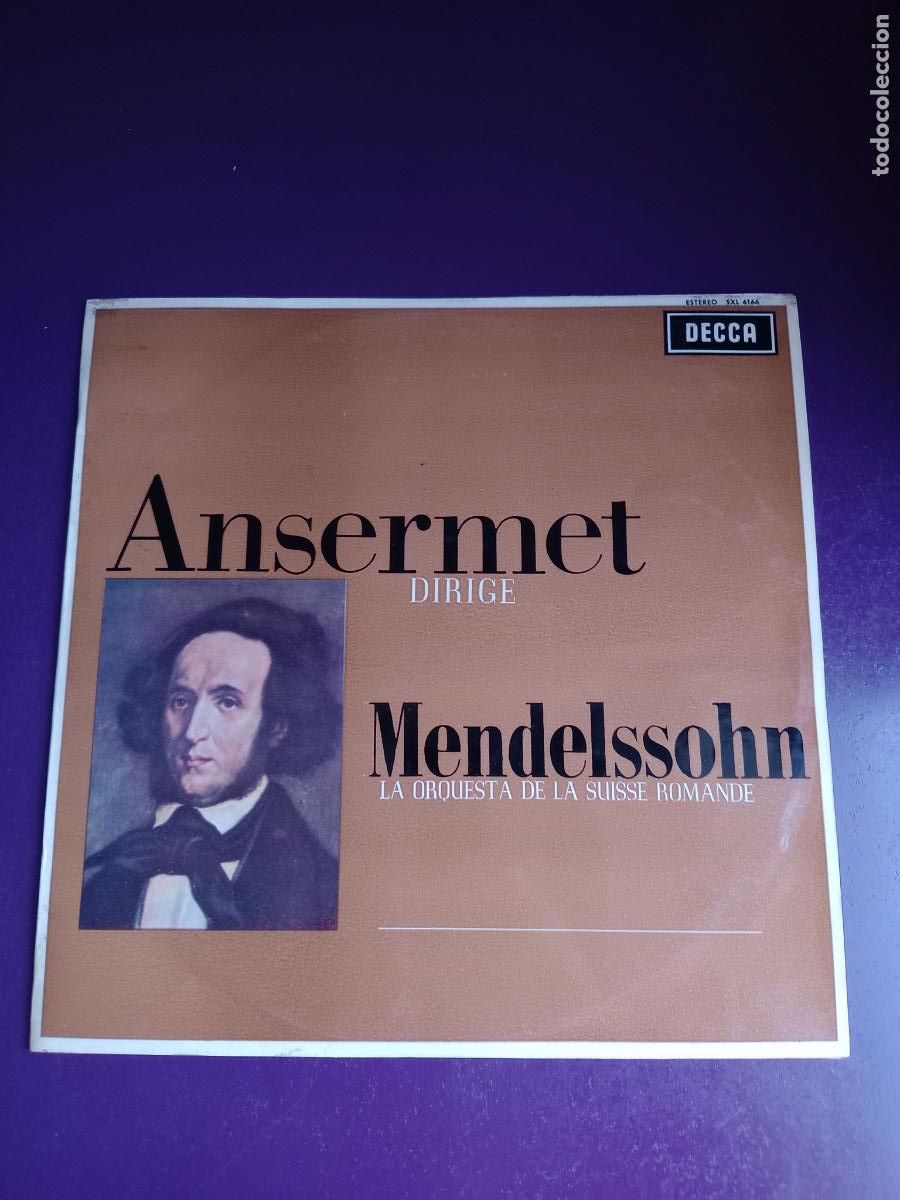 todocoleccion
ESTEREO SXL 6166
DECCA
Ansermet
DIRIGE
Mendelssohn
LA ORQUESTA DE LA SUISSE ROMANDE